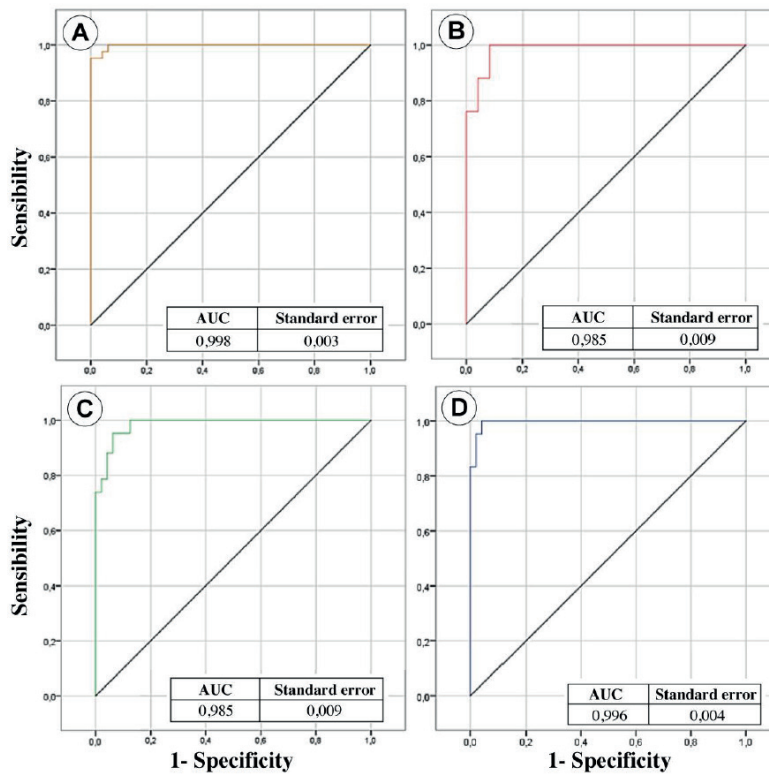 A
Sensibility
1,0
0,8
0,6
0,4
0,2
0,0
AUC Standard error
0,998 0,003
0,0 0,2 0,4 0,6 0,8 1,0
B
1,0
0,8
0,6
0,4
0,2
0,0
AUC Standard error
0,985 0,009
0,0 0,2 0,4 0,6 0,8 1,0
C
Sensibility
1,0
0,8
0,6
0,4
0,2
0,0
AUC Standard error
0,985 0,009
0,0 0,2 0,4 0,6 0,8 1,0
1- Specificity
D
1,0
0,8
0,6
0,4
0,2
0,0
AUC Standard error
0,996 0,004
0,0 0,2 0,4 0,6 0,8 1,0
1- Specificity